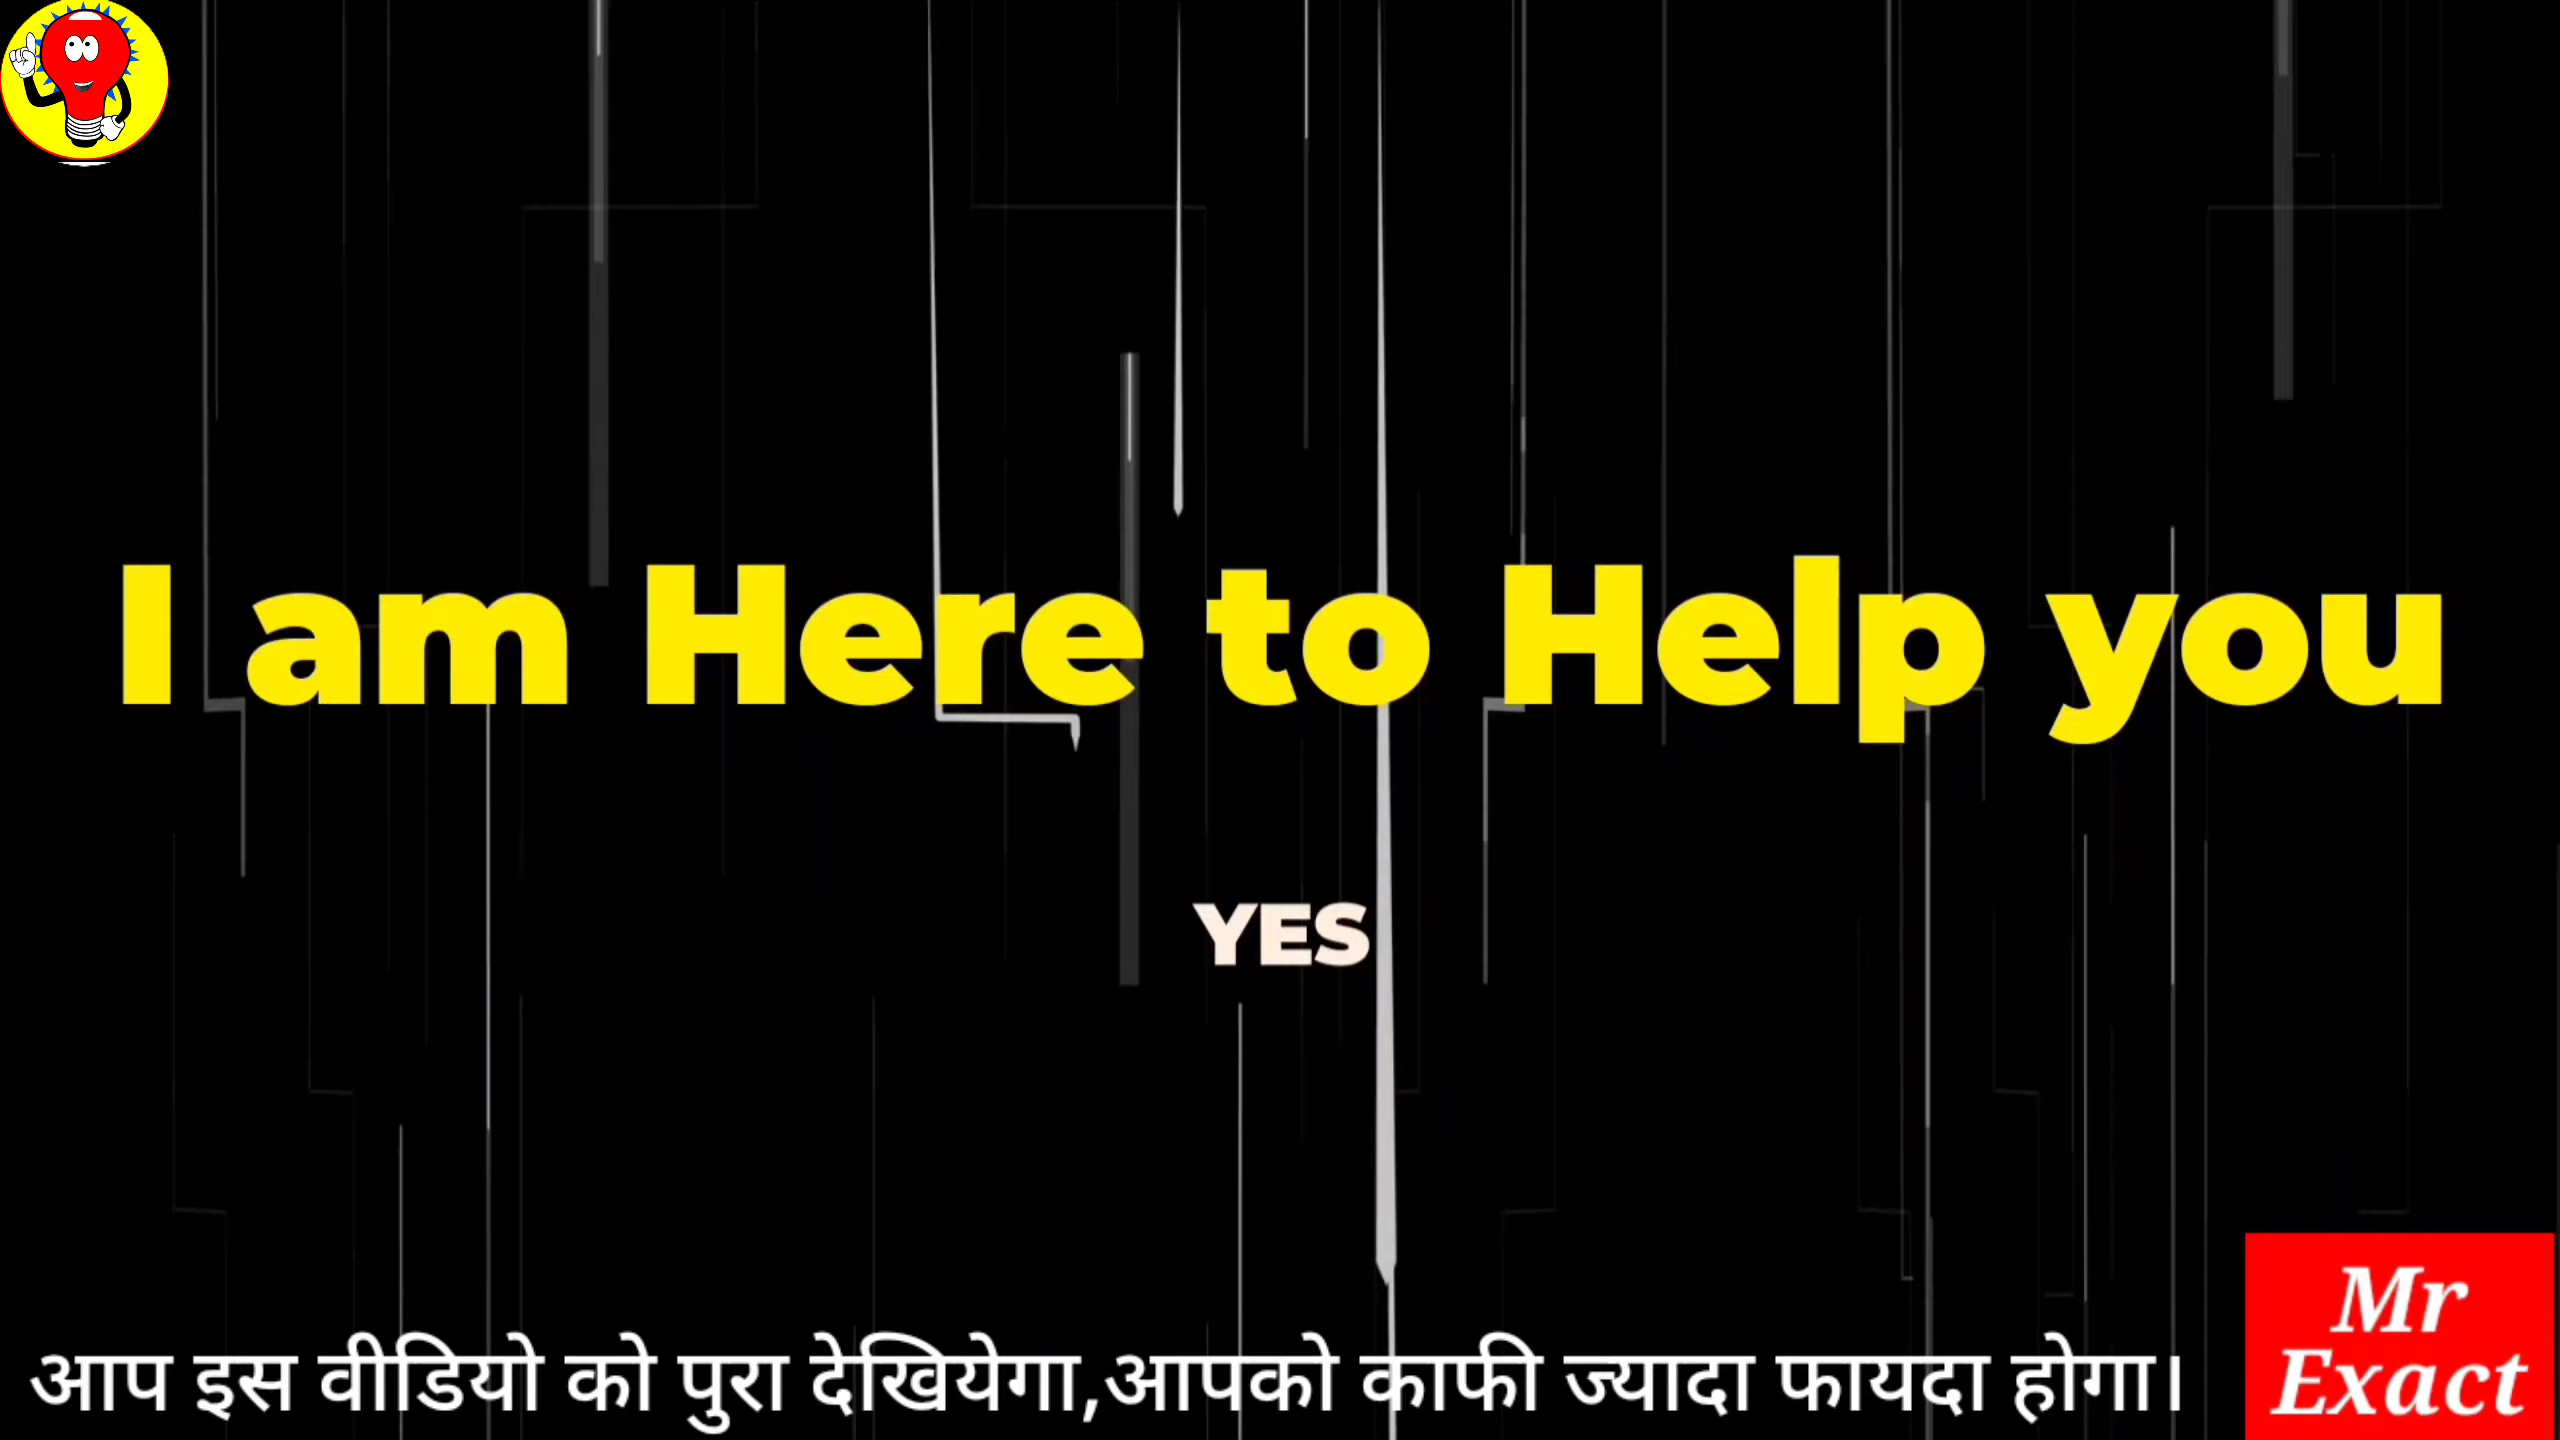 I am Here to Help you
YES
आप इस वीडियो को पुरा देखियेगा,आपको काफी ज्यादा फायदा होगा।
Mr
Exact